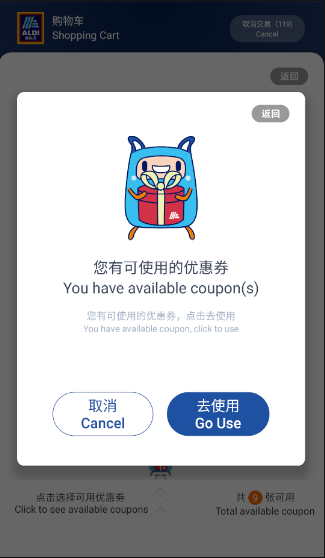 ALDI
购物车
Shopping Cart
取消交易 (119)
Cancel
返回
返回
您有可使用的优惠券
You have available coupon(s)
您有可使用的优惠券，点击去使用
You have available coupon, click to use
取消
Cancel
去使用
Go Use
点击选择可用优惠券
Click to see available coupons
共 9 张可用
Total available coupon